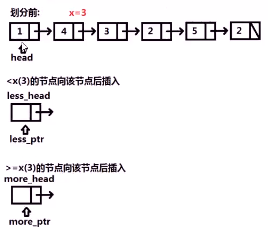 划分前: x=3
1 4 3 2 5 2
head
<x(3)的节点向该节点后插入
less_head
less_ptr
>=x(3)的节点向该节点后插入
more_head
more_ptr